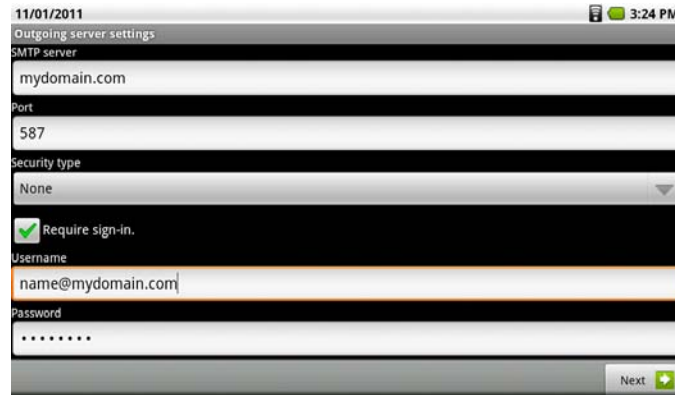 11/01/2011 3:24 PM
Outgoing server settings
SMTP server
mydomain.com
Port
587
Security type
None
Require sign-in.
Username
name@mydomain.com
Password
••••••••
Next